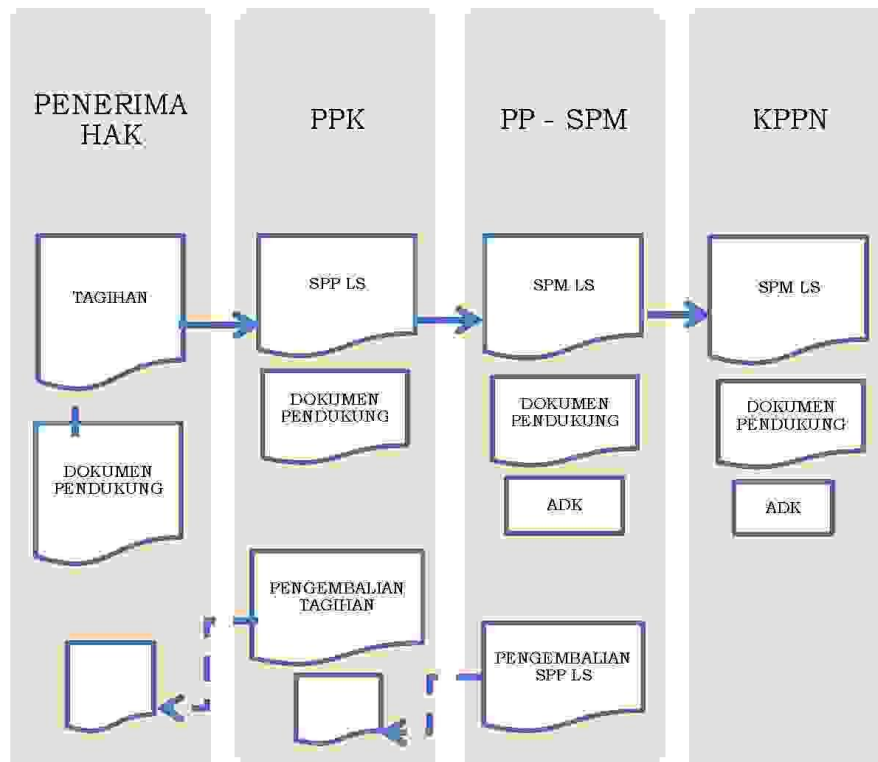 PENERIMA
HAK
PPK
PP - SPM
KPPN
TAGIHAN
SPP LS
SPM LS
SPM LS
DOKUMEN
PENDUKUNG
DOKUMEN
PENDUKUNG
DOKUMEN
PENDUKUNG
DOKUMEN
PENDUKUNG
ADK
ADK
PENGEMBALIAN
TAGIHAN
PENGEMBALIAN
SPP LS